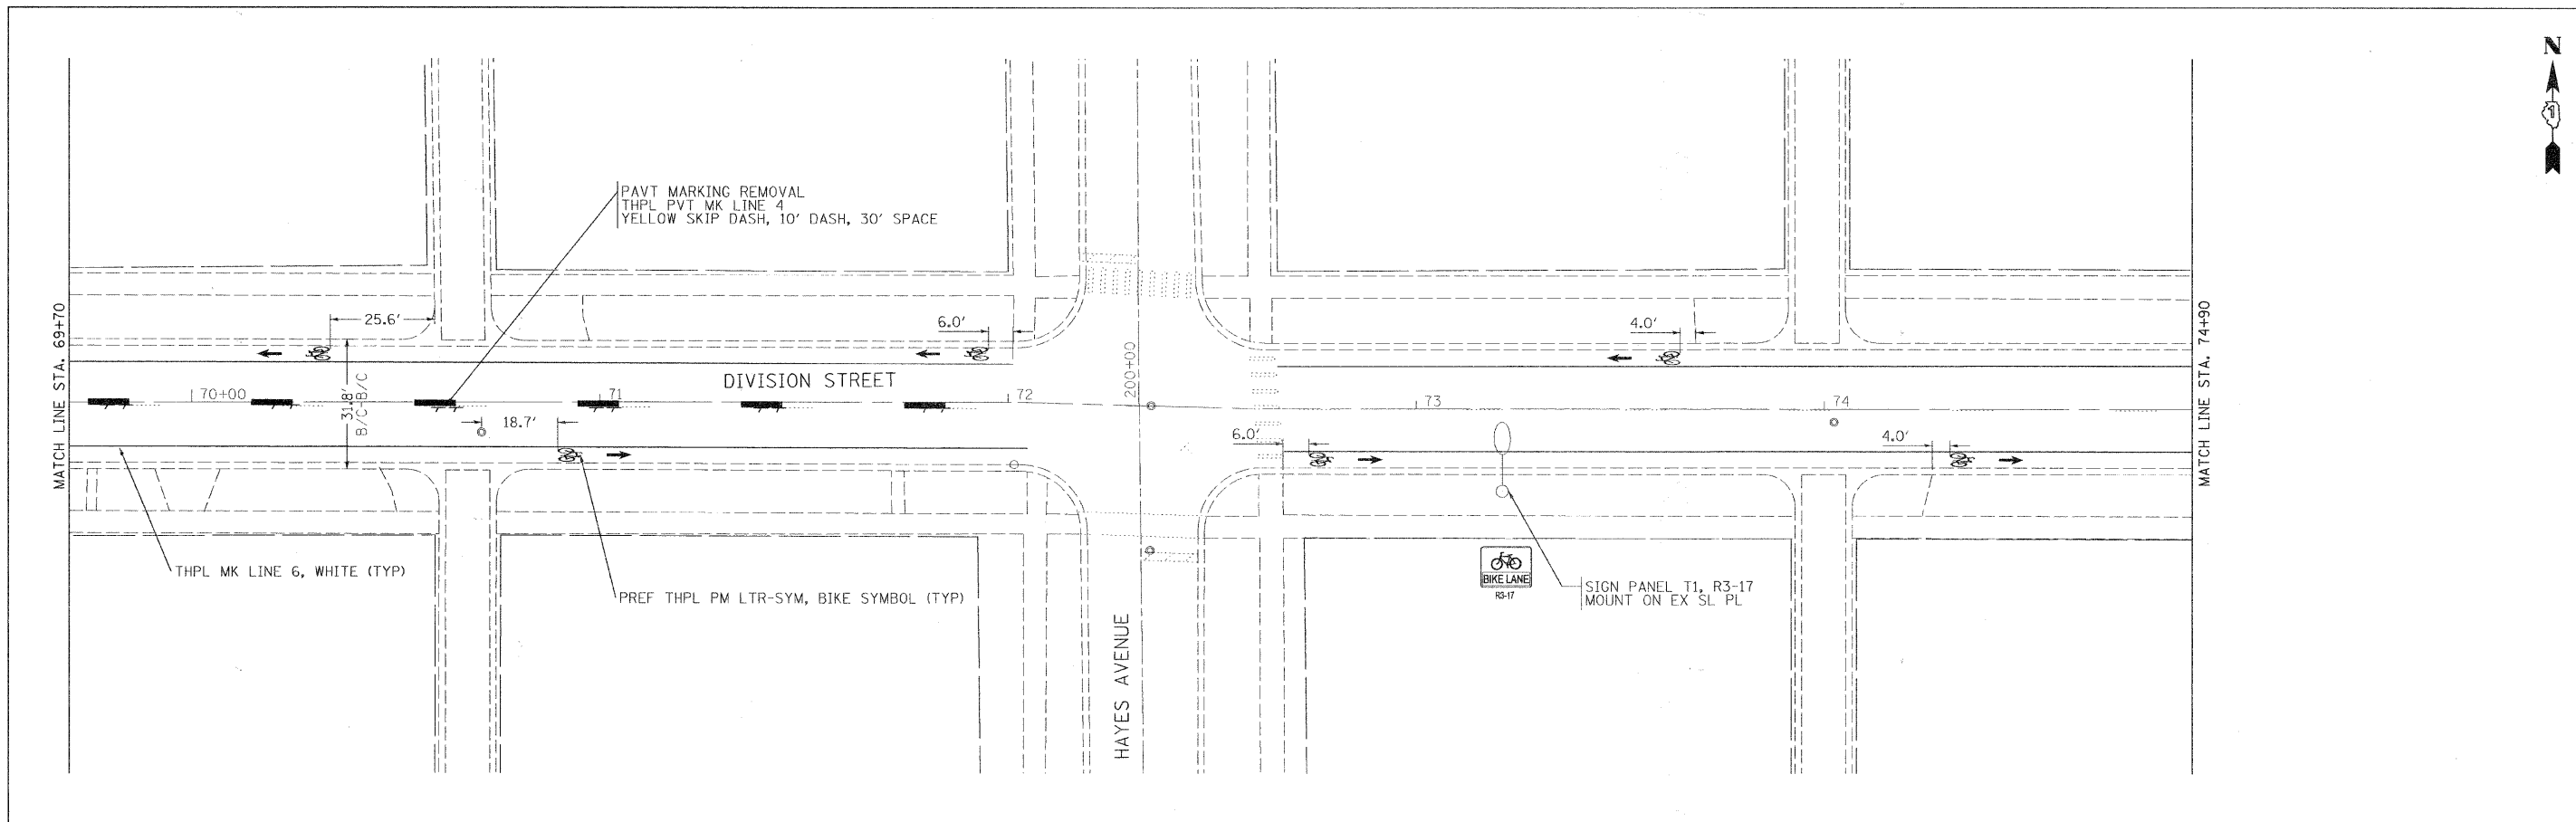 N
1
PAVT MARKING REMOVAL
THPL PVT MK LINE 4
YELLOW SKIP DASH, 10' DASH, 30' SPACE
MATCH LINE STA. 69+70
25.6'
6.0'
4.0'
MATCH LINE STA. 74+90
31.8'
B/C-B/C
DIVISION STREET
200+00
70+00
71
72
73
74
18.7'
6.0'
4.0'
THPL MK LINE 6, WHITE (TYP)
PREF THPL PM LTR-SYM, BIKE SYMBOL (TYP)
BIKE LANE
R3-17
SIGN PANEL T1, R3-17
MOUNT ON EX SL PL
HAYES AVENUE